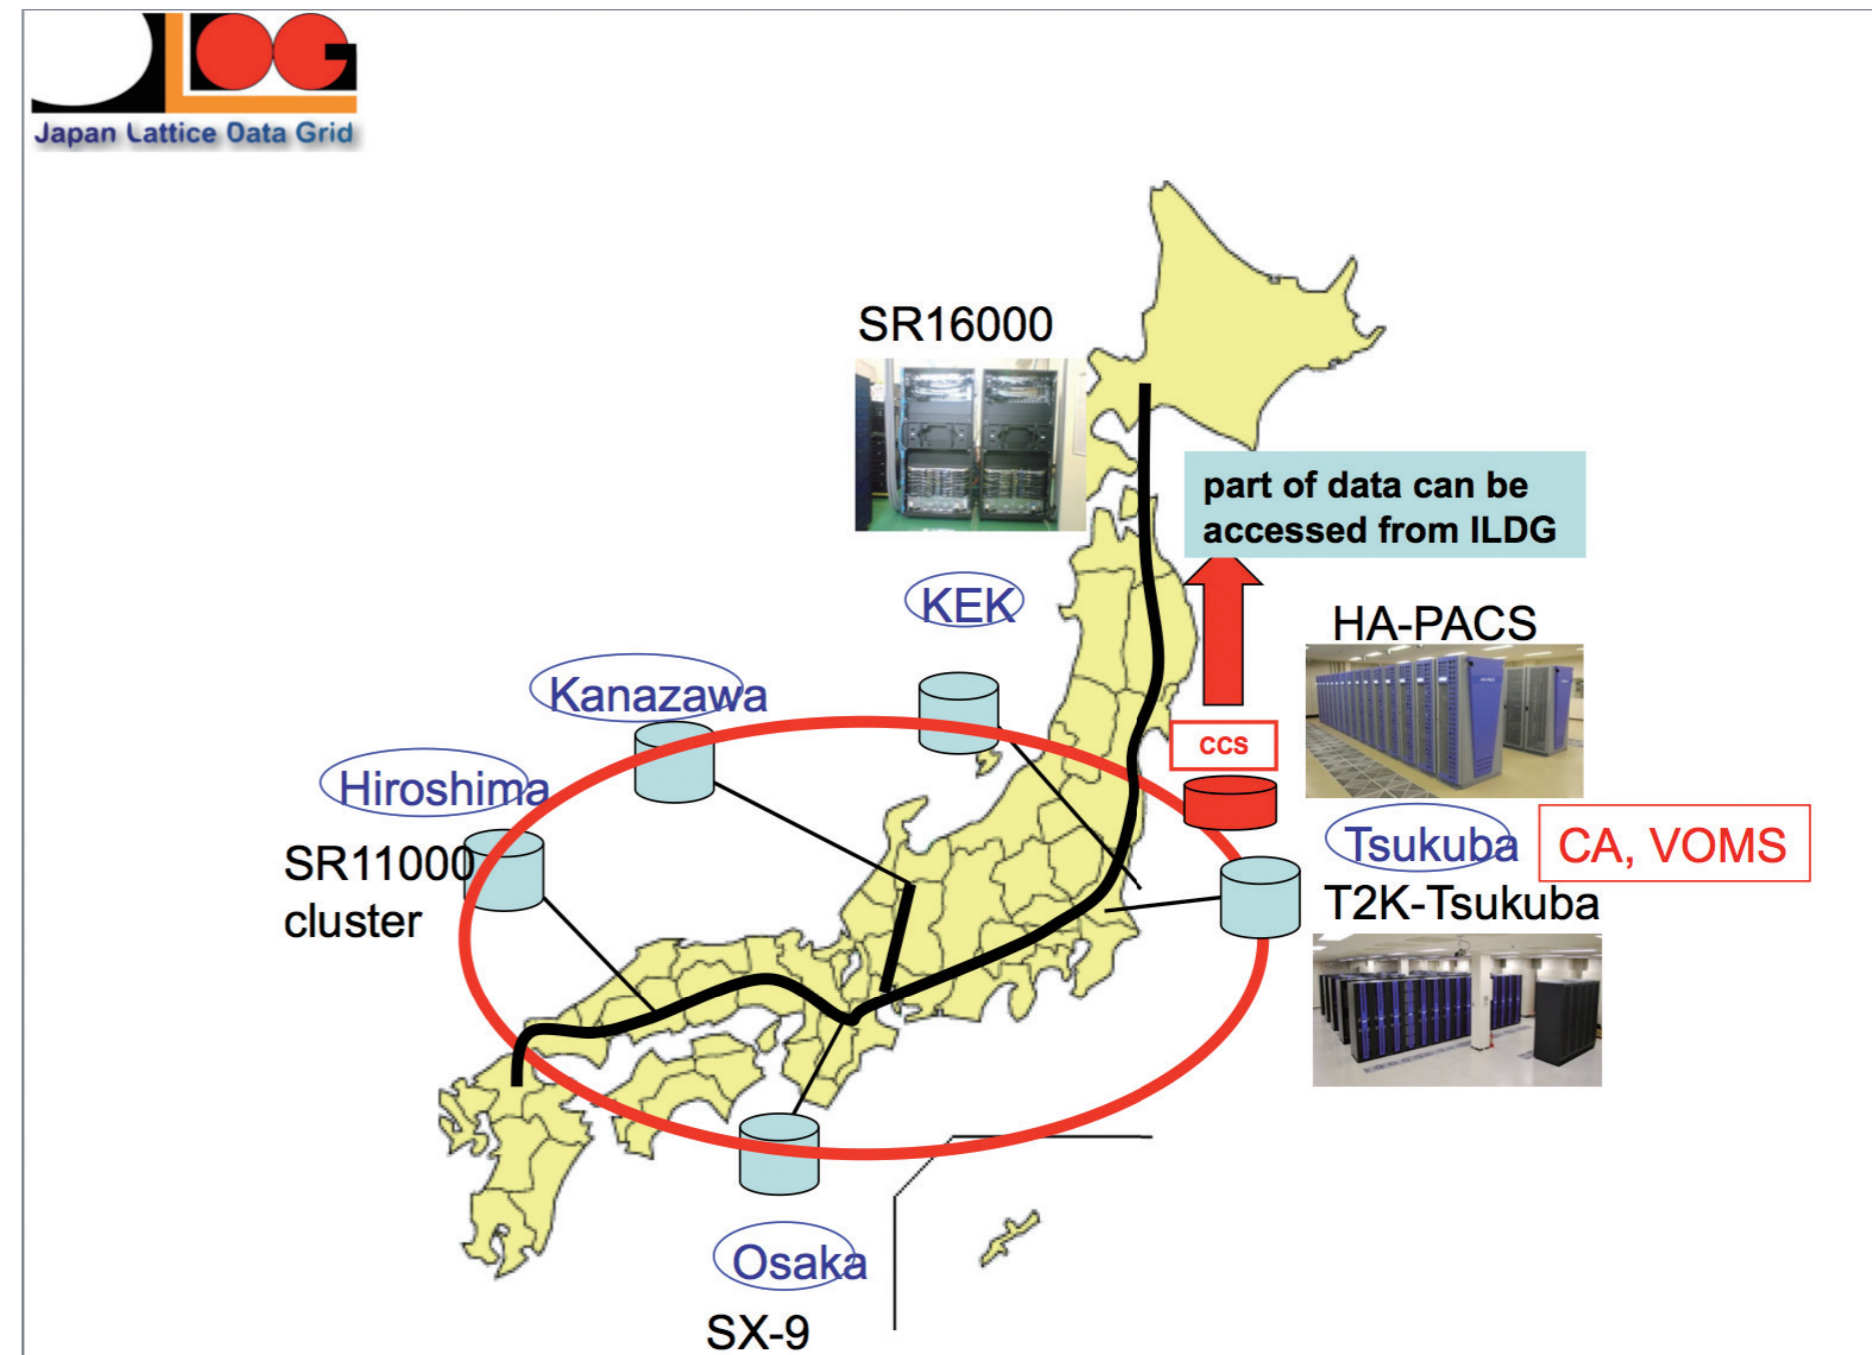 JLDG
Japan Lattice Data Grid
SR16000
part of data can be
accessed from ILDG
KEK
HA-PACS
Kanazawa
CCS
Hiroshima
Tsukuba
CA, VOMS
SR11000
cluster
T2K-Tsukuba
Osaka
SX-9